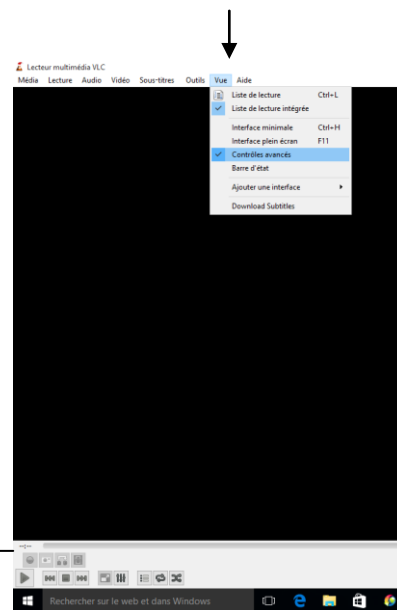 Lecteur multimédia VLC
Média Lecture Audio Vidéo Sous-titres Outils Vue Aide
Liste de lecture Ctrl+L
Liste de lecture intégrée
Interface minimale Ctrl+H
Interface plein écran F11
Contrôles avancés
Barre d'état
Ajouter une interface
Download Subtitles
--:--
Rechercher sur le web et dans Windows